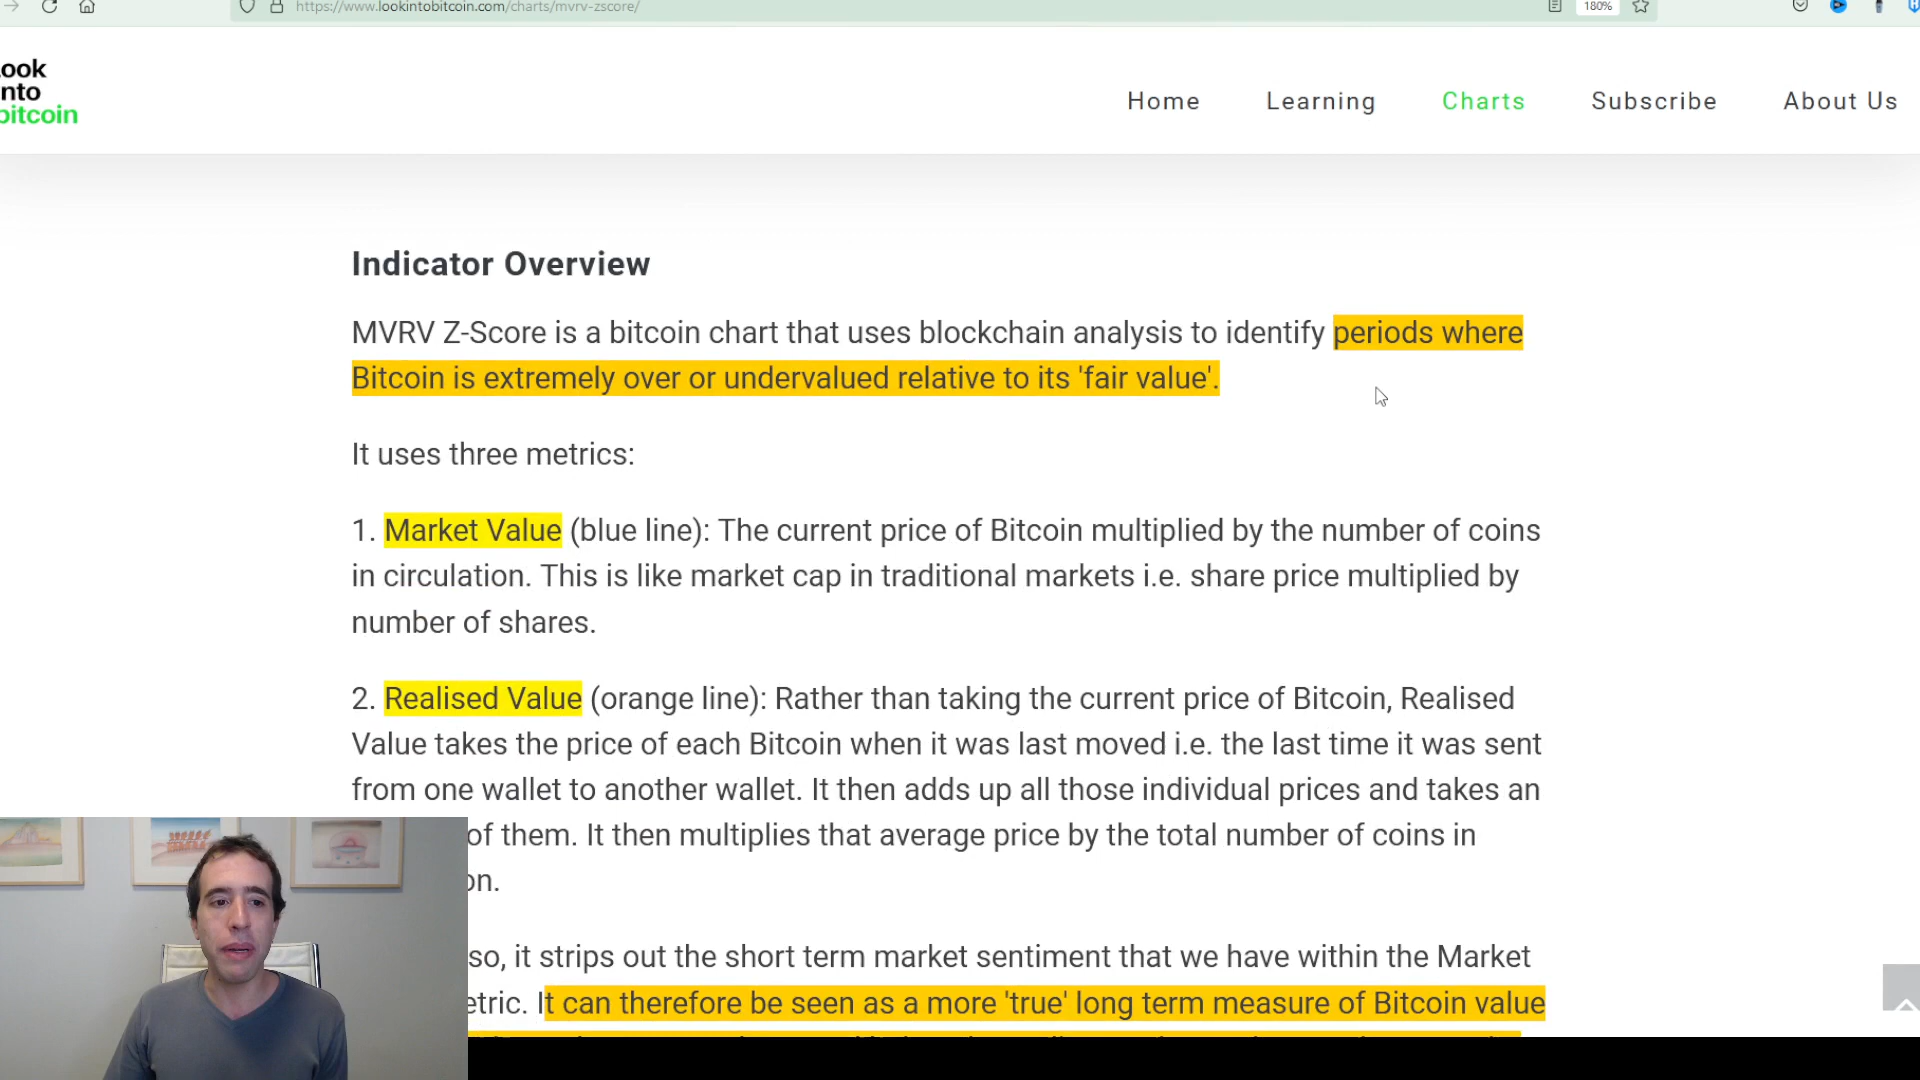 https://www.lookintobitcoin.com/charts/mvrv-zscore/
180%
ook
nto
bitcoin
Home
Learning
Charts
Subscribe
About Us
Indicator Overview
MVRV Z-Score is a bitcoin chart that uses blockchain analysis to identify periods where
Bitcoin is extremely over or undervalued relative to its 'fair value'.
It uses three metrics:
1. Market Value (blue line): The current price of Bitcoin multiplied by the number of coins
in circulation. This is like market cap in traditional markets i.e. share price multiplied by
number of shares.
2. Realised Value (orange line): Rather than taking the current price of Bitcoin, Realised
Value takes the price of each Bitcoin when it was last moved i.e. the last time it was sent
from one wallet to another wallet. It then adds up all those individual prices and takes an
of them. It then multiplies that average price by the total number of coins in
on.
so, it strips out the short term market sentiment that we have within the Market
etric. It can therefore be seen as a more 'true' long term measure of Bitcoin value